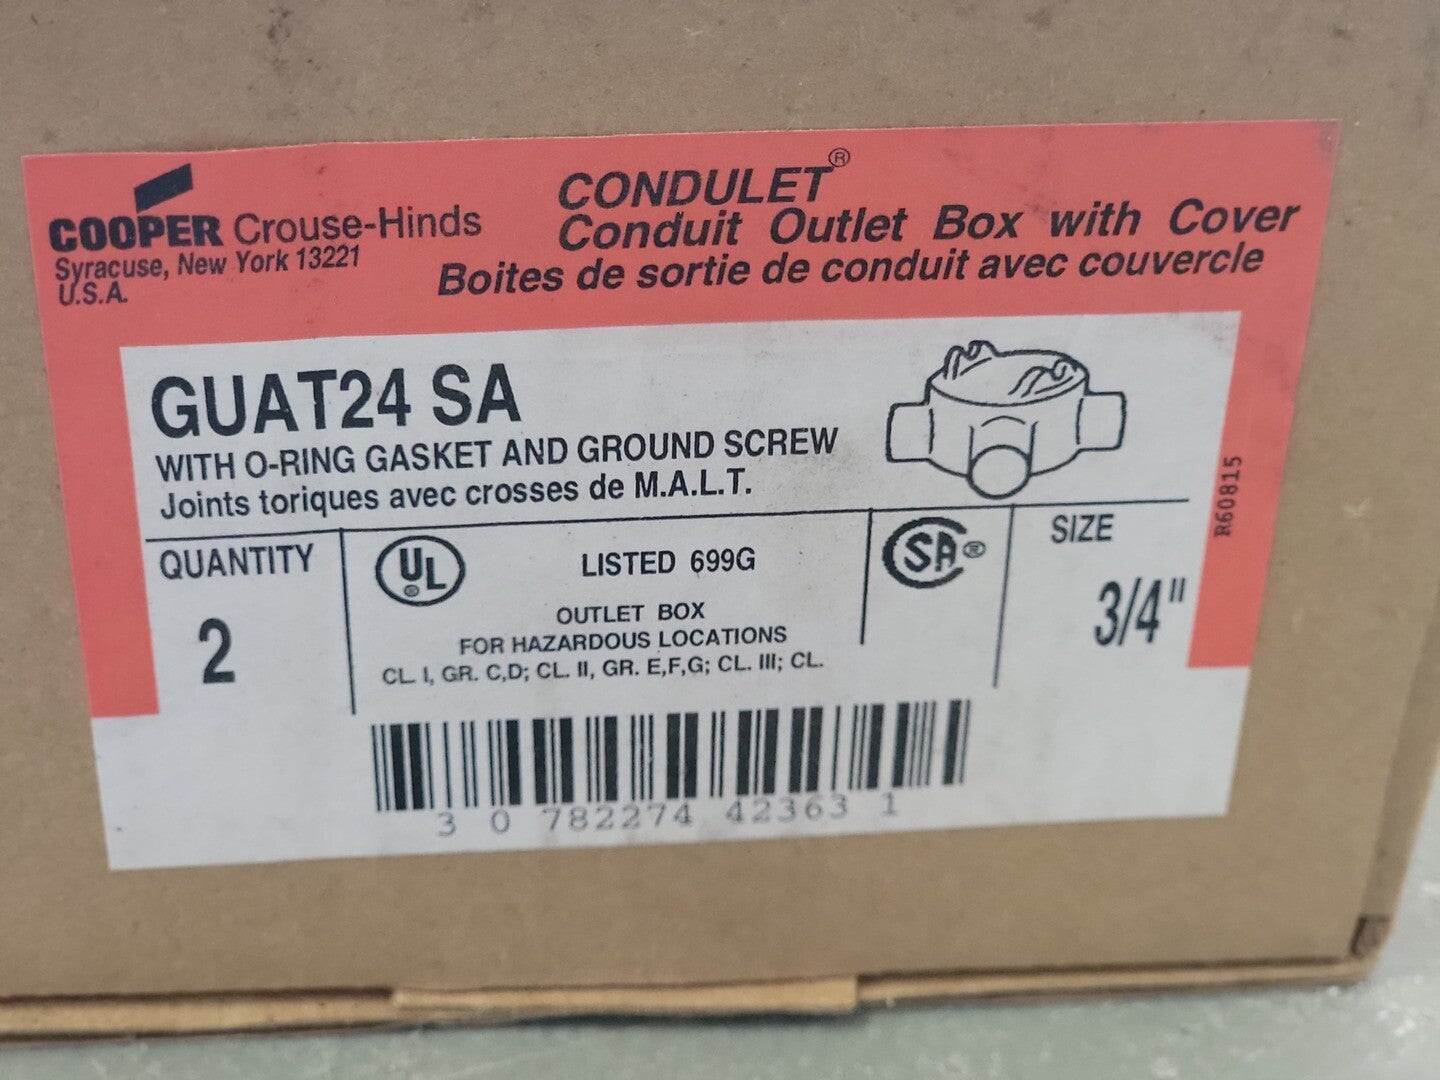 COOPER Crouse-Hinds
Syracuse, New York 13221
U.S.A.
CONDULET®
Conduit Outlet Box with Cover
Boites de sortie de conduit avec couvercle
GUAT24 SA
WITH O-RING GASKET AND GROUND SCREW
Joints toriques avec crosses de M.A.L.T.
QUANTITY
2
UL ®
LISTED 699G
OUTLET BOX
FOR HAZARDOUS LOCATIONS
CL. I, GR. C,D; CL. II, GR. E,F,G; CL. III; CL.
SA ®
SIZE
3/4"
R60815
3 0 782274 42363 1